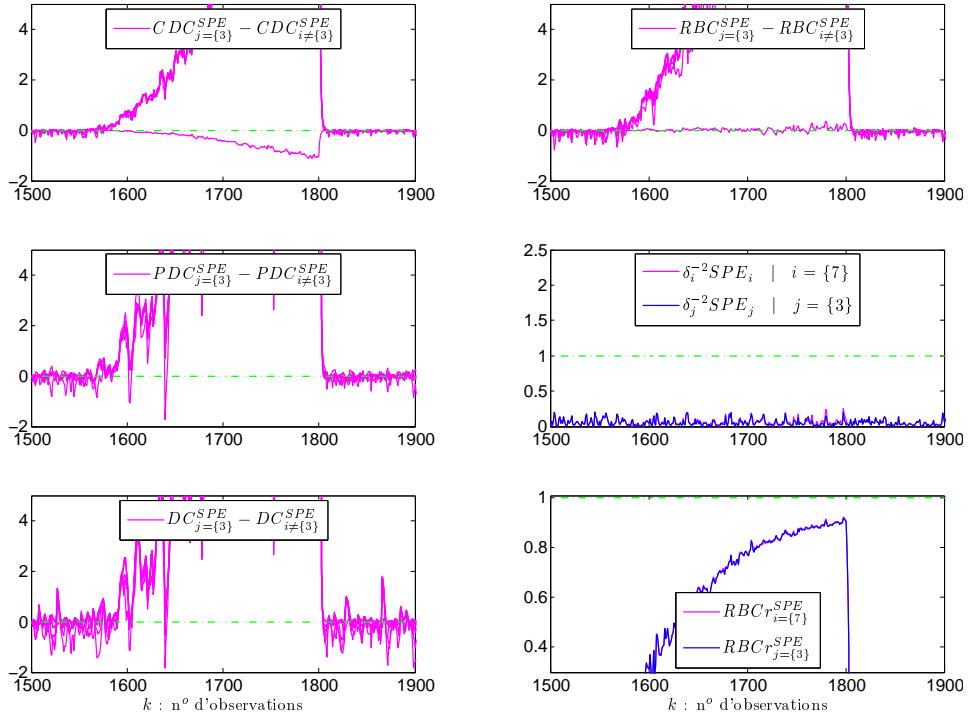 CDC^{SPE}_{j={3}} − CDC^{SPE}_{i≠{3}}
4
2
0
−2
1500 1600 1700 1800 1900
RBC^{SPE}_{j={3}} − RBC^{SPE}_{i≠{3}}
4
2
0
−2
1500 1600 1700 1800 1900
PDC^{SPE}_{j={3}} − PDC^{SPE}_{i≠{3}}
4
2
0
−2
1500 1600 1700 1800 1900
2.5
δ_i^{−2}SPE_i | i = {7}
δ_j^{−2}SPE_j | j = {3}
2
1.5
1
0.5
0
1500 1600 1700 1800 1900
DC^{SPE}_{j={3}} − DC^{SPE}_{i≠{3}}
4
2
0
−2
1500 1600 1700 1800 1900
k : n° d'observations
1
0.8
0.6
0.4
RBCr^{SPE}_{i={7}}
RBCr^{SPE}_{j={3}}
1500 1600 1700 1800 1900
k : n° d'observations